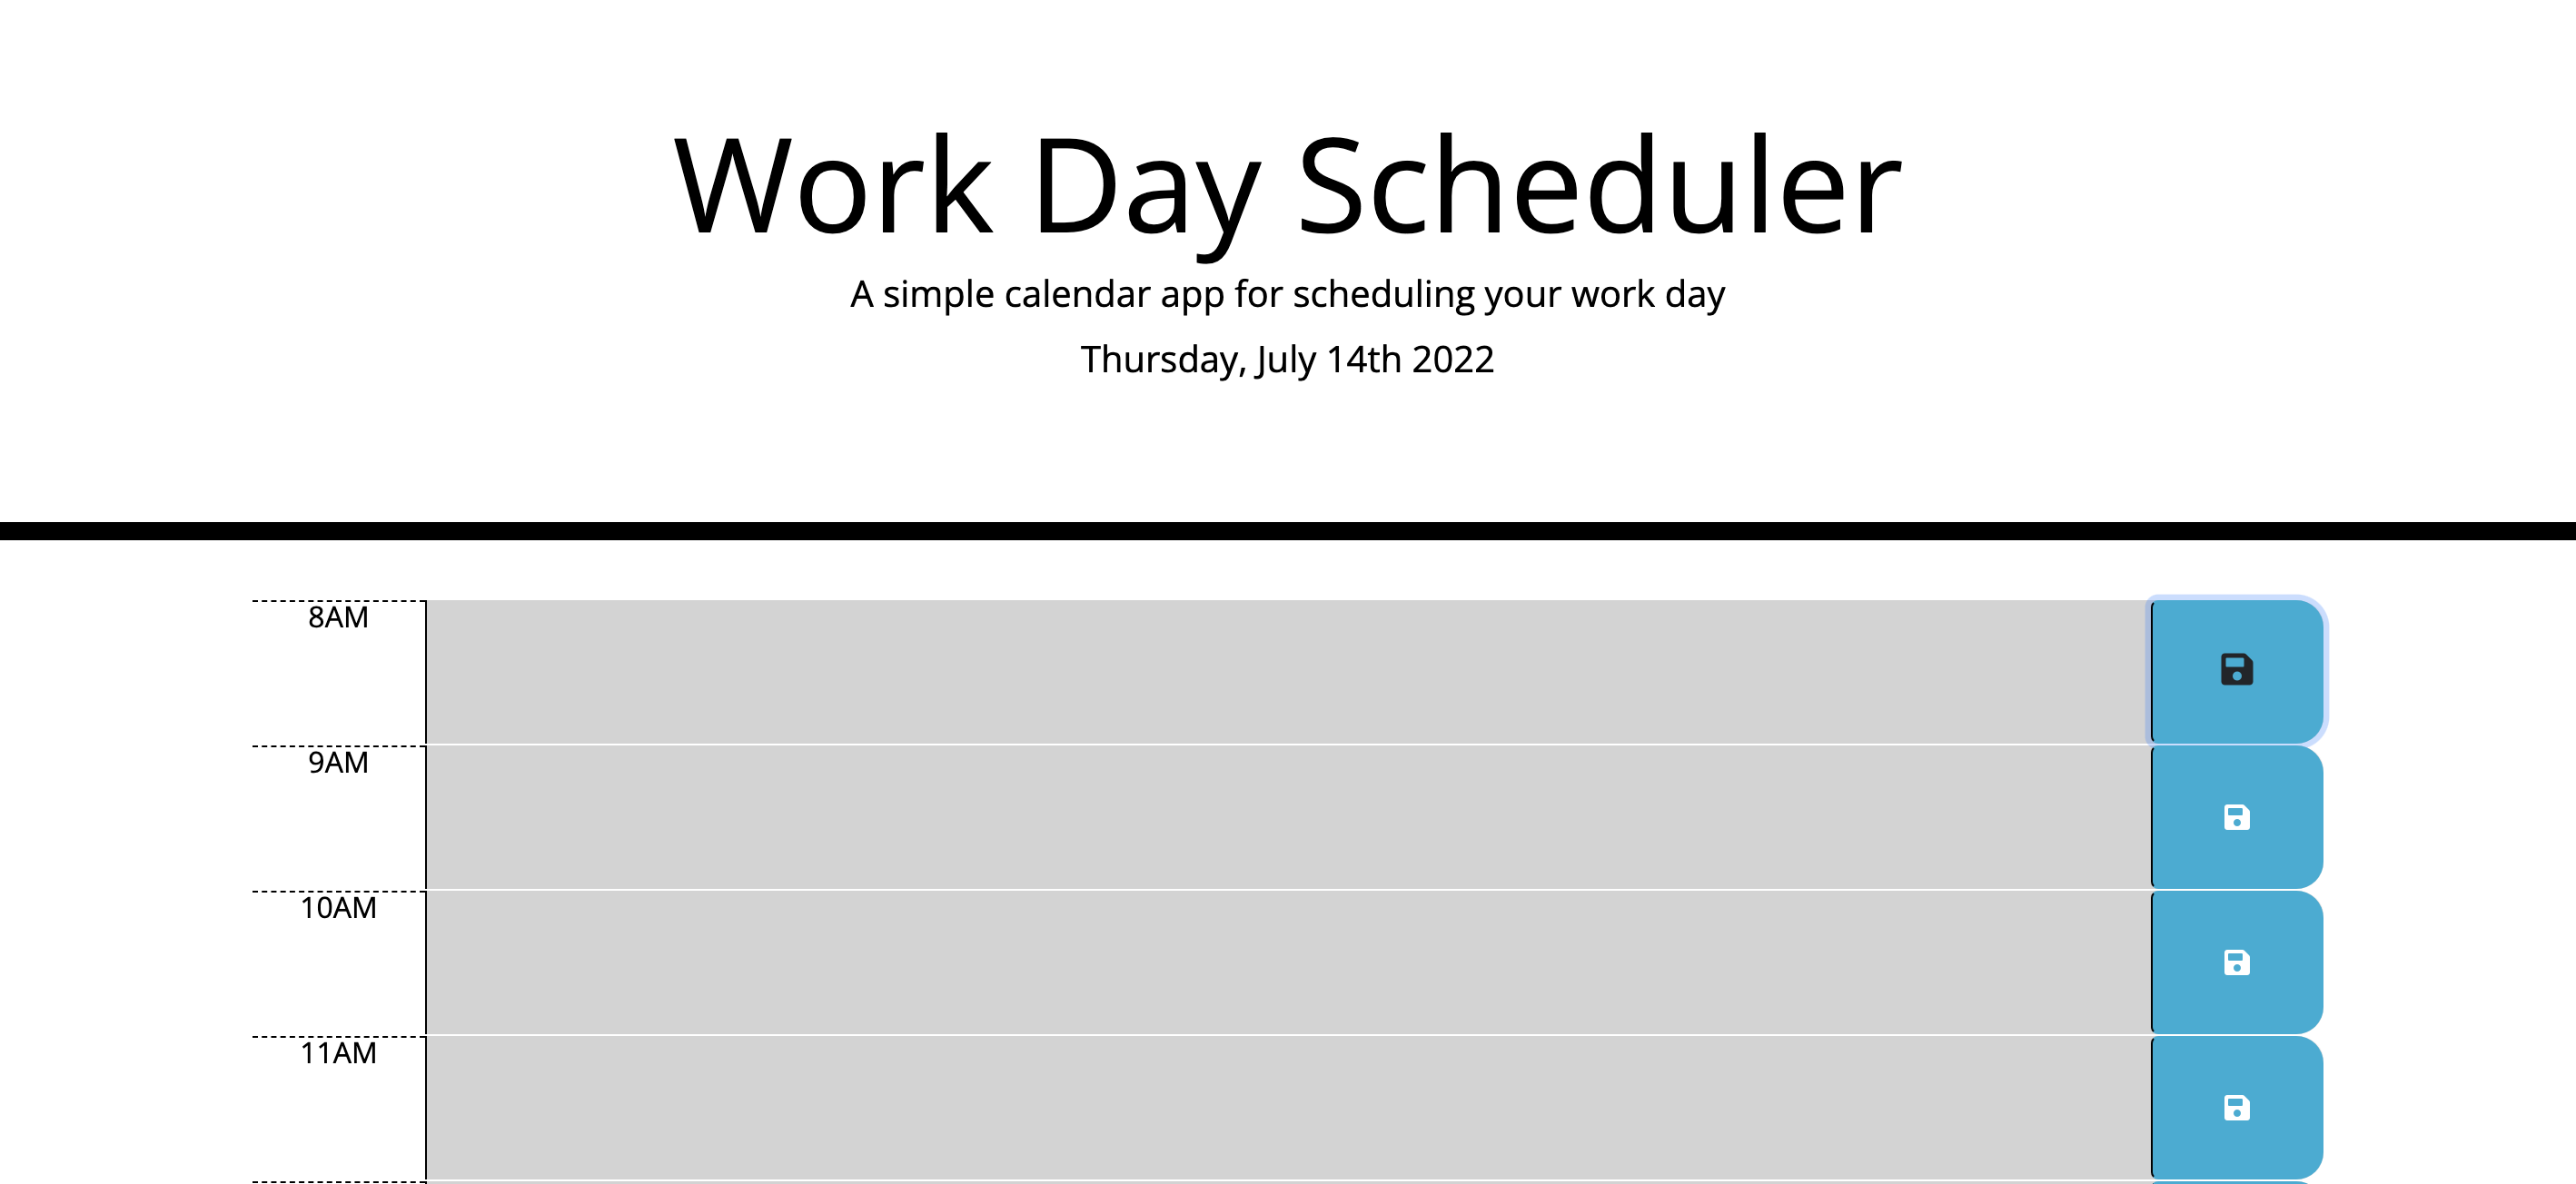 Work Day Scheduler
A simple calendar app for scheduling your work day
Thursday, July 14th 2022
8AM
9AM
10AM
11AM